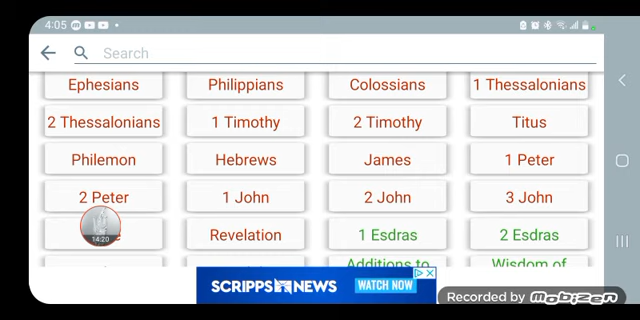 4:05
Search
Ephesians Philippians Colossians 1 Thessalonians
2 Thessalonians 1 Timothy 2 Timothy Titus
Philemon Hebrews James 1 Peter
2 Peter 1 John 2 John 3 John
14:20
Revelation 1 Esdras 2 Esdras
Additions to Wisdom of
SCRIPPS NEWS WATCH NOW
Recorded by Mobizen